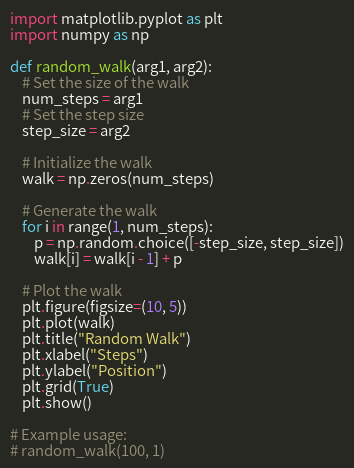 import matplotlib.pyplot as plt
import numpy as np

def random_walk(arg1, arg2):
    # Set the size of the walk
    num_steps = arg1
    # Set the step size
    step_size = arg2

    # Initialize the walk
    walk = np.zeros(num_steps)

    # Generate the walk
    for i in range(1, num_steps):
        p = np.random.choice([-step_size, step_size])
        walk[i] = walk[i - 1] + p

    # Plot the walk
    plt.figure(figsize=(10, 5))
    plt.plot(walk)
    plt.title("Random Walk")
    plt.xlabel("Steps")
    plt.ylabel("Position")
    plt.grid(True)
    plt.show()

# Example usage:
# random_walk(100, 1)